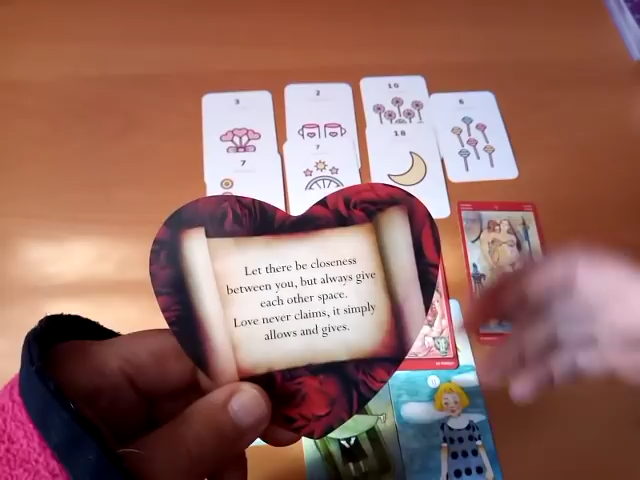 3
2
10
6
7
7
18
Let there be closeness
between you, but always give
each other space.
Love never claims, it simply
allows and gives.